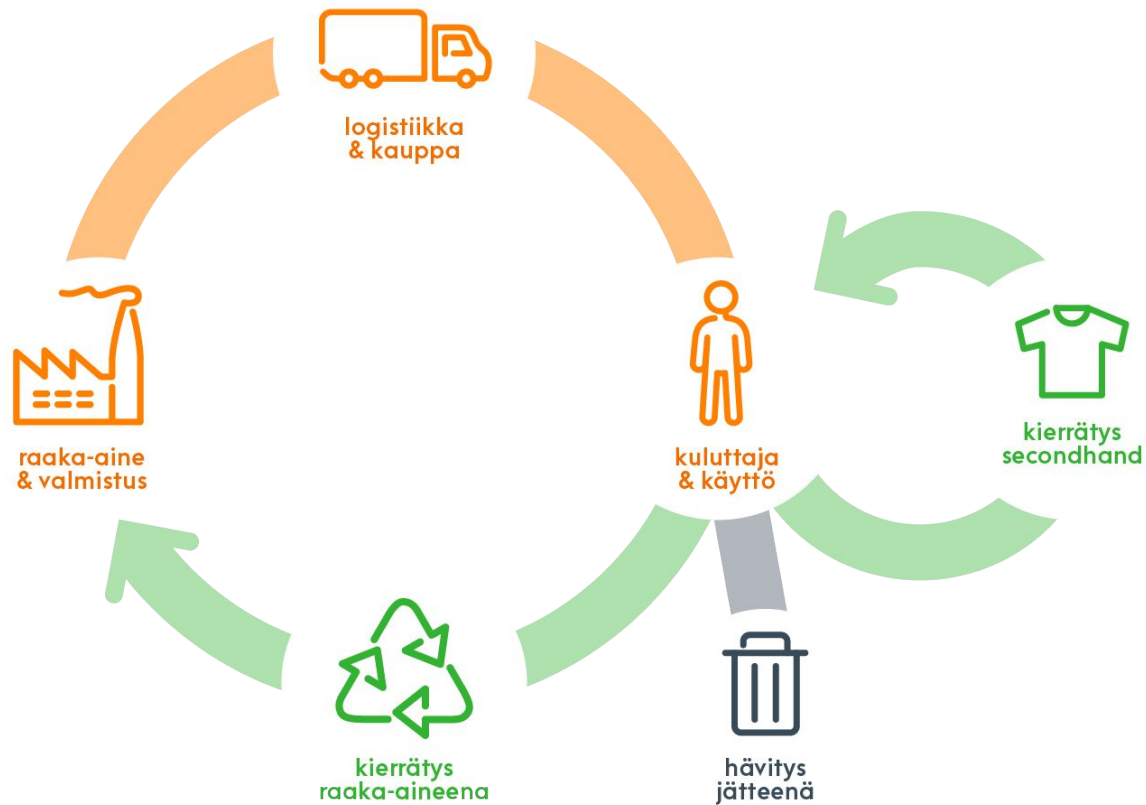 logistiikka
& kauppa
raaka-aine
& valmistus
kuluttaja
& käyttö
kierrätys
secondhand
kierrätys
raaka-aineena
hävitys
jätteenä